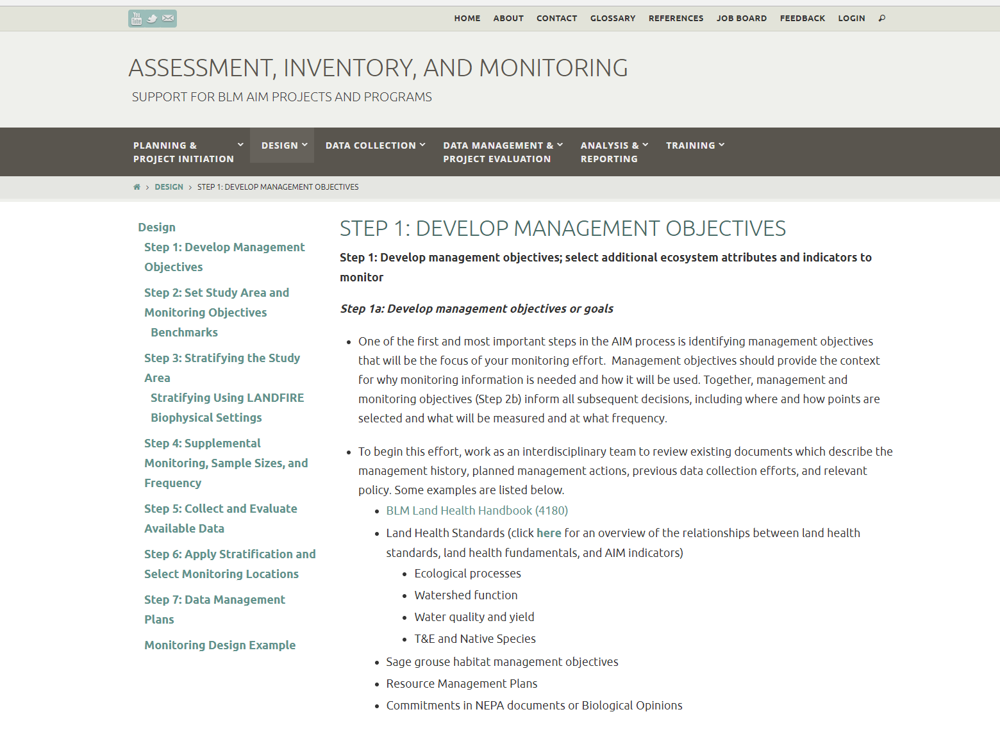 You
Tube
HOME ABOUT CONTACT GLOSSARY REFERENCES JOB BOARD FEEDBACK LOGIN
ASSESSMENT, INVENTORY, AND MONITORING
SUPPORT FOR BLM AIM PROJECTS AND PROGRAMS
PLANNING &
PROJECT INITIATION
DESIGN
DATA COLLECTION
DATA MANAGEMENT &
PROJECT EVALUATION
ANALYSIS &
REPORTING
TRAINING
DESIGN > STEP 1: DEVELOP MANAGEMENT OBJECTIVES
Design
Step 1: Develop Management
Objectives
Step 2: Set Study Area and
Monitoring Objectives
Benchmarks
Step 3: Stratifying the Study
Area
Stratifying Using LANDFIRE
Biophysical Settings
Step 4: Supplemental
Monitoring, Sample Sizes, and
Frequency
Step 5: Collect and Evaluate
Available Data
Step 6: Apply Stratification and
Select Monitoring Locations
Step 7: Data Management
Plans
Monitoring Design Example
STEP 1: DEVELOP MANAGEMENT OBJECTIVES
Step 1: Develop management objectives; select additional ecosystem attributes and indicators to
monitor
Step 1a: Develop management objectives or goals
• One of the first and most important steps in the AIM process is identifying management objectives
that will be the focus of your monitoring effort.  Management objectives should provide the context
for why monitoring information is needed and how it will be used. Together, management and
monitoring objectives (Step 2b) inform all subsequent decisions, including where and how points are
selected and what will be measured and at what frequency.
• To begin this effort, work as an interdisciplinary team to review existing documents which describe the
management history, planned management actions, previous data collection efforts, and relevant
policy. Some examples are listed below.
• BLM Land Health Handbook (4180)
• Land Health Standards (click here for an overview of the relationships between land health
standards, land health fundamentals, and AIM indicators)
• Ecological processes
• Watershed function
• Water quality and yield
• T&E and Native Species
• Sage grouse habitat management objectives
• Resource Management Plans
• Commitments in NEPA documents or Biological Opinions